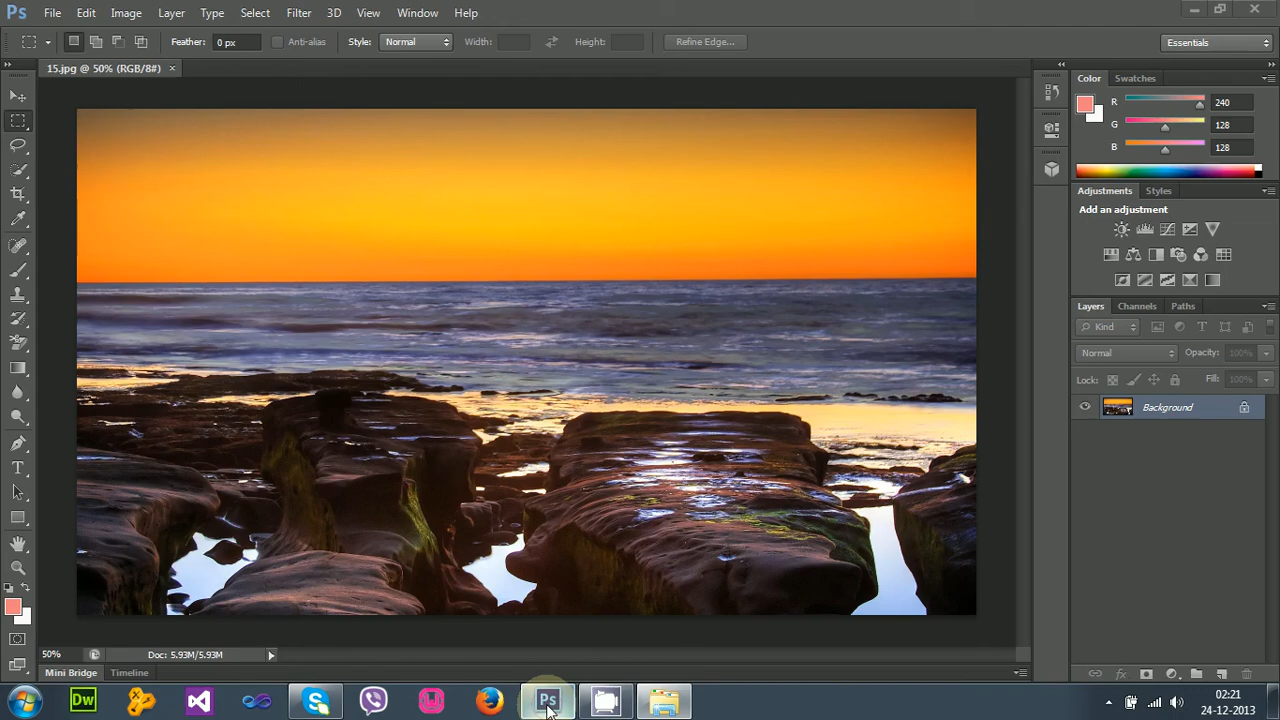 Ps File Edit Image Layer Type Select Filter 3D View Window Help
Feather: 0 px Anti-alias Style: Normal Width: Height: Refine Edge... Essentials
15.jpg @ 50% (RGB/8#) ×
Color Swatches
R 240
G 128
B 128
Adjustments Styles
Add an adjustment
Layers Channels Paths
Kind
Normal Opacity: 100%
Lock: Fill: 100%
Background
50% Doc: 5.93M/5.93M
Mini Bridge Timeline
Dw Ps 02:21
24-12-2013